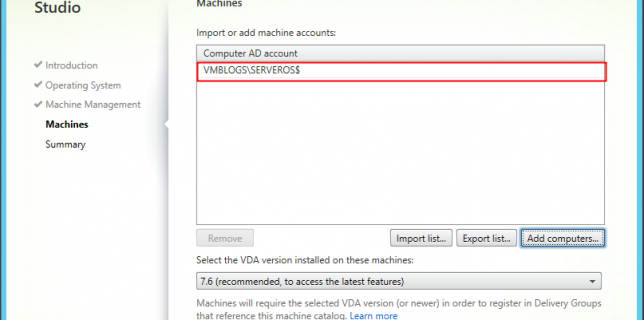 Studio
Introduction
Operating System
Machine Management
Machines
Summary
Machines
Import or add machine accounts:
Computer AD account
VMBLOGS\SERVEROS$
Remove
Import list...
Export list...
Add computers...
Select the VDA version installed on these machines:
7.6 (recommended, to access the latest features)
Machines will require the selected VDA version (or newer) in order to register in Delivery Groups
that reference this machine catalog. Learn more